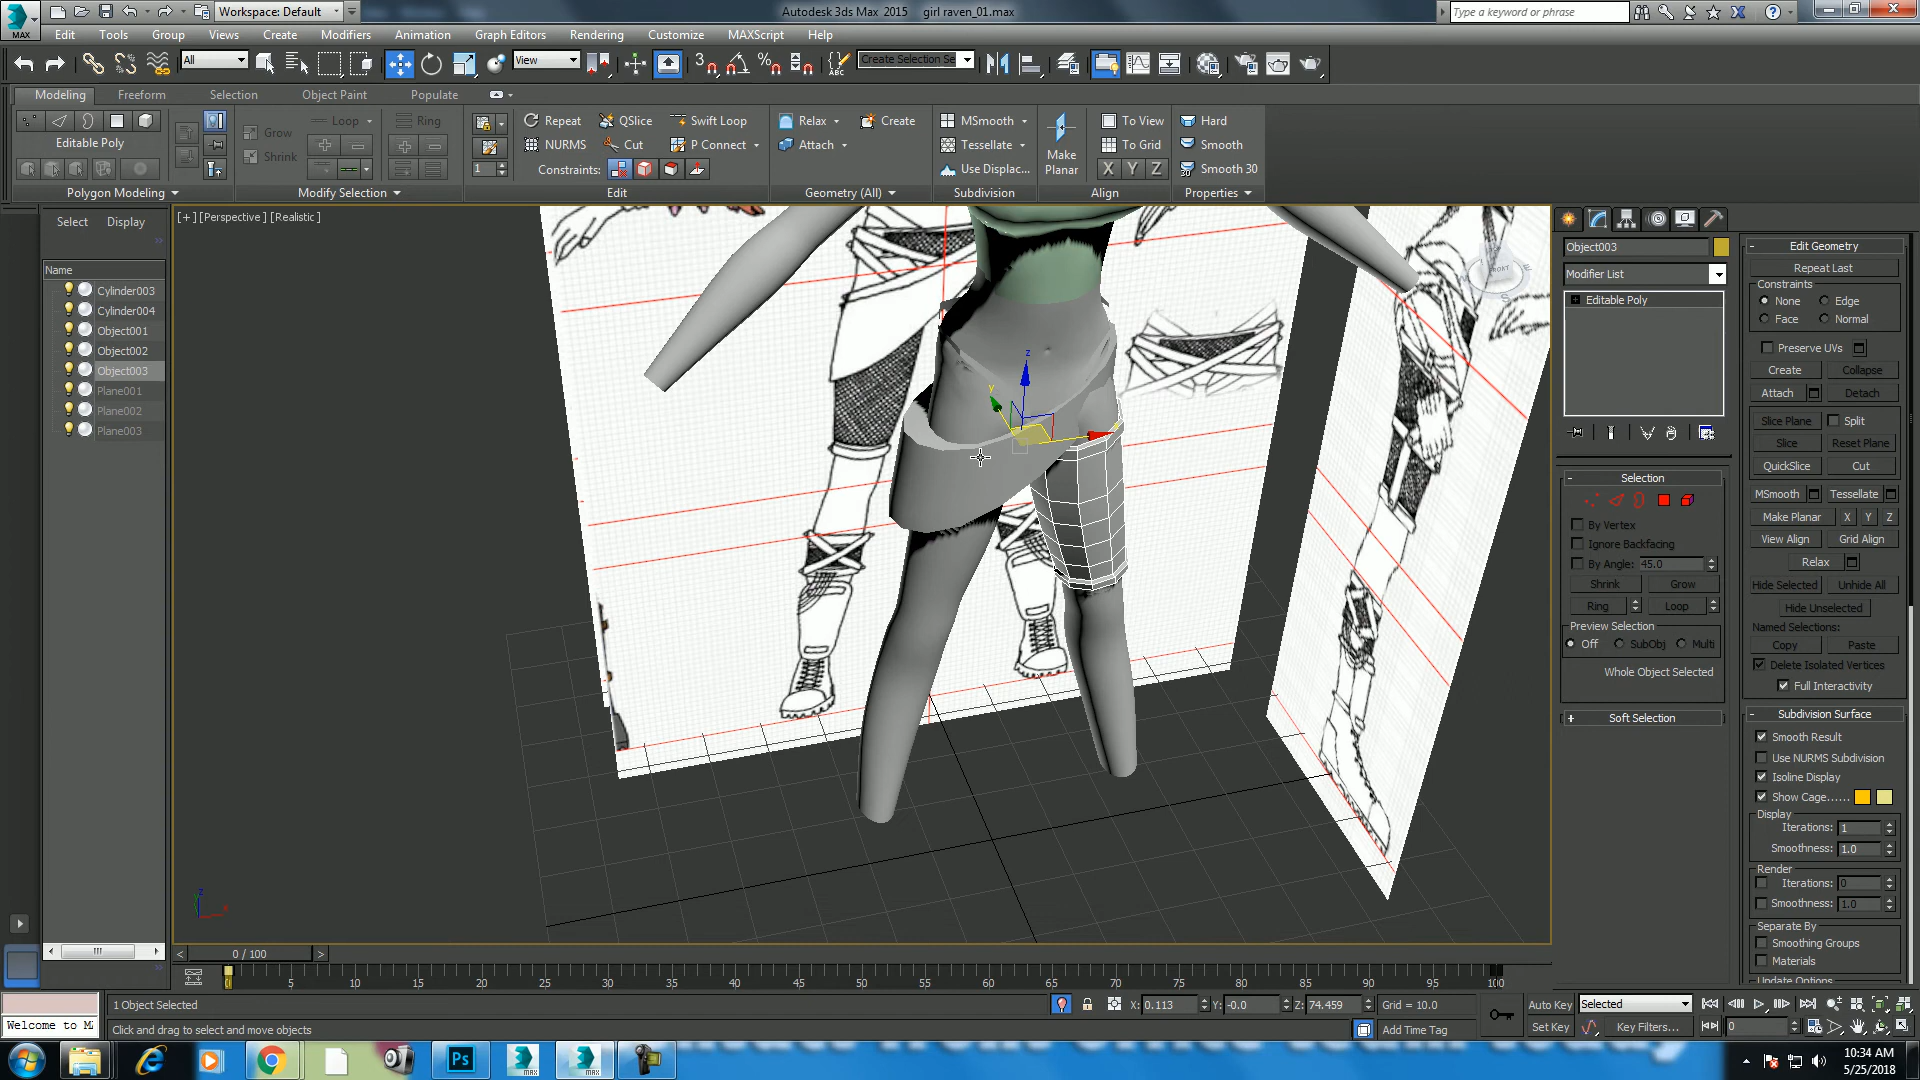 Workspace: Default
Autodesk 3ds Max 2015    girl raven_01.max
Type a keyword or phrase
MAX
Edit Tools Group Views Create Modifiers Animation Graph Editors Rendering Customize MAXScript Help
All View 3 Create Selection Se
Modeling Freeform Selection Object Paint Populate
Loop Ring Repeat QSlice Swift Loop Relax Create MSmooth To View Hard
Grow Editable Poly NURMS Cut P Connect Attach Tessellate Make Planar To Grid Smooth
Shrink 1 Constraints: Use Displac... X Y Z Smooth 30
Polygon Modeling Modify Selection Edit Geometry (All) Subdivision Align Properties
Select Display
[+] [Perspective ] [Realistic ]
Name
Cylinder003
Cylinder004
Object001
Object002
Object003
Plane001
Plane002
Plane003
FRONT
z
y
z
x
Object003
Modifier List
Editable Poly
Selection
By Vertex
Ignore Backfacing
By Angle: 45.0
Shrink Grow
Ring Loop
Preview Selection
Off SubObj Multi
Whole Object Selected
Soft Selection
Edit Geometry
Repeat Last
Constraints
None Edge
Face Normal
Preserve UVs
Create Collapse
Attach Detach
Slice Plane Split
Slice Reset Plane
QuickSlice Cut
MSmooth Tessellate
Make Planar X Y Z
View Align Grid Align
Relax
Hide Selected Unhide All
Hide Unselected
Named Selections:
Copy Paste
Delete Isolated Vertices
Full Interactivity
Subdivision Surface
Smooth Result
Use NURMS Subdivision
Isoline Display
Show Cage......
Display
Iterations: 1
Smoothness: 1.0
Render
Iterations: 0
Smoothness: 1.0
Separate By
Smoothing Groups
Materials
Update Options
0 / 100
5 10 15 20 25 30 35 40 45 50 55 60 65 70 75 80 85 90 95 100
1 Object Selected X: 0.113 Y: -0.0 Z: 74.459 Grid = 10.0 Auto Key Selected
Welcome to M
Click and drag to select and move objects Add Time Tag Set Key Key Filters... 0
Ps
10:34 AM
5/25/2018